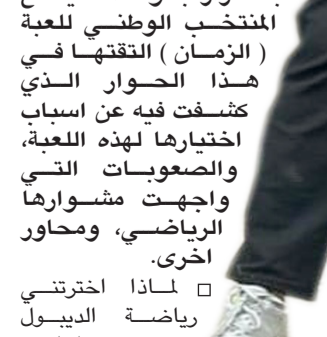 المنتخب الوطني للعبة
( الزمان ) التقتها في
هذا الحوار الذي
كشفت فيه عن اسباب
اختيارها لهذه اللعبة،
والصعوبات التي
واجهت مشوارها
الرياضي، ومحاور
اخرى.
□ لماذا اخترتني
رياضة الديبول